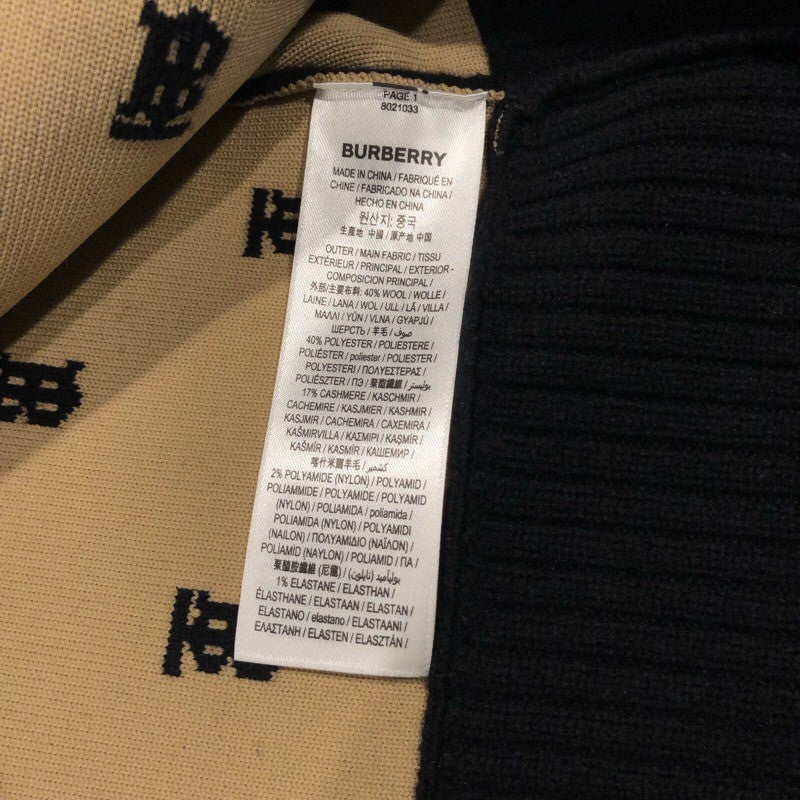 PAGE 1
8021033
BURBERRY
MADE IN CHINA / FABRIQUÉ EN
CHINE / FABRICADO NA CHINA /
HECHO EN CHINA
원산지: 중국
生產地 中國 / 原产地 中国
OUTER / MAIN FABRIC / TISSU
EXTÉRIEUR / PRINCIPAL / EXTERIOR -
COMPOSICION PRINCIPAL /
外部/主要布料: 40% WOOL / WOLLE /
LAINE / LANA / WOL / ULL / LÃ / VILLA /
ΜΑΛΛΙ / YÜN / VLNA / GYAPJÚ /
ШЕРСТЬ / 羊毛 / صوف /
40% POLYESTER / POLIESTERE /
POLIÉSTER / poliester / POLIESTER /
POLYESTERI / ΠΟΛΥΕΣΤΕΡΑΣ /
POLIÉSZTER / ПЭ / 聚酯纖維 / بوليستر /
17% CASHMERE / KASCHMIR /
CACHEMIRE / KASJMIER / KASHMIR /
KASJMIR / CACHEMIRA / CAXEMIRA /
KAŠMIRVILLA / ΚΑΣΜΙΡΙ / KAŞMİR /
KAŠMÍR / KASMÍR / КАШЕМИР /
喀什米爾羊毛 / كشمير /
2% POLYAMIDE (NYLON) / POLYAMID /
POLIAMMIDE / POLYAMIDE / POLYAMID
(NYLON) / POLIAMIDA / poliamida /
POLIAMIDA (NYLON) / POLYAMIDI
(NAILON) / ΠΟΛΥΑΜΙΔΙΟ (ΝΑΪΛΟΝ) /
POLIAMİD (NAYLON) / POLIAMID / ПА /
聚酯胺纖維 (尼龍) / بولياميد (نايلون) /
1% ELASTANE / ELASTHAN /
ÉLASTHANE / ELASTAAN / ELASTAN /
ELASTANO / elastano / ELASTAANI /
ΕΛΑΣΤΑΝΗ / ELASTEN / ELASZTÁN /